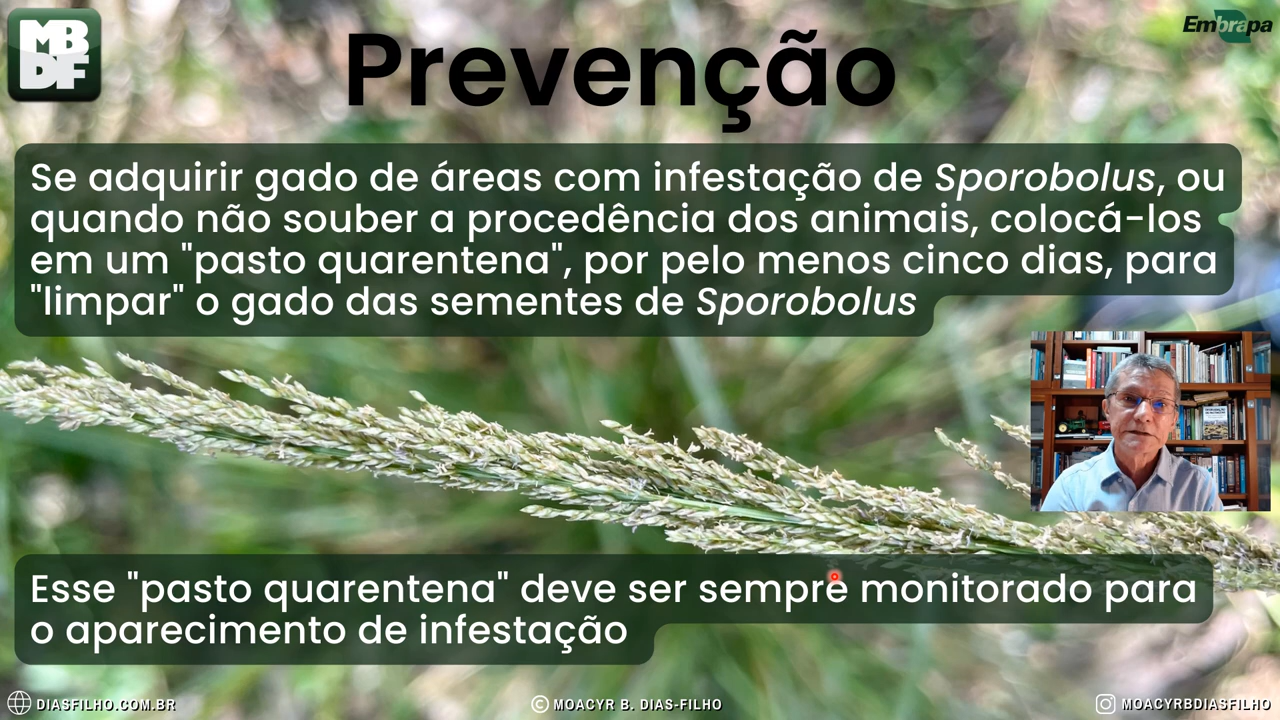 MB
DF
Embrapa
Prevenção
Se adquirir gado de áreas com infestação de Sporobolus, ou
quando não souber a procedência dos animais, colocá-los
em um "pasto quarentena", por pelo menos cinco dias, para
"limpar" o gado das sementes de Sporobolus
Esse "pasto quarentena" deve ser sempre monitorado para
o aparecimento de infestação
DIASFILHO.COM.BR
© MOACYR B. DIAS-FILHO
MOACYRBDIASFILHO